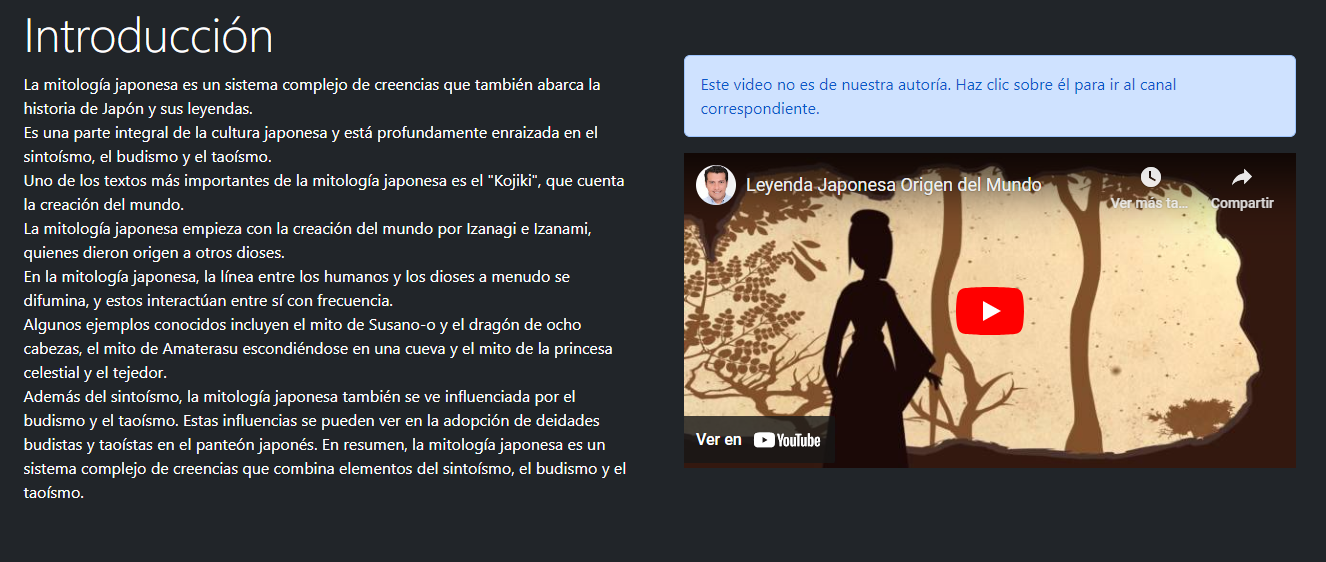 Introducción
La mitología japonesa es un sistema complejo de creencias que también abarca la
historia de Japón y sus leyendas.
Es una parte integral de la cultura japonesa y está profundamente enraizada en el
sintoísmo, el budismo y el taoísmo.
Uno de los textos más importantes de la mitología japonesa es el "Kojiki", que cuenta
la creación del mundo.
La mitología japonesa empieza con la creación del mundo por Izanagi e Izanami,
quienes dieron origen a otros dioses.
En la mitología japonesa, la línea entre los humanos y los dioses a menudo se
difumina, y estos interactúan entre sí con frecuencia.
Algunos ejemplos conocidos incluyen el mito de Susano-o y el dragón de ocho
cabezas, el mito de Amaterasu escondiéndose en una cueva y el mito de la princesa
celestial y el tejedor.
Además del sintoísmo, la mitología japonesa también se ve influenciada por el
budismo y el taoísmo. Estas influencias se pueden ver en la adopción de deidades
budistas y taoístas en el panteón japonés. En resumen, la mitología japonesa es un
sistema complejo de creencias que combina elementos del sintoísmo, el budismo y el
taoísmo.
Este video no es de nuestra autoría. Haz clic sobre él para ir al canal
correspondiente.
Leyenda Japonesa Origen del Mundo
Ver más ta...
Compartir
Ver en YouTube